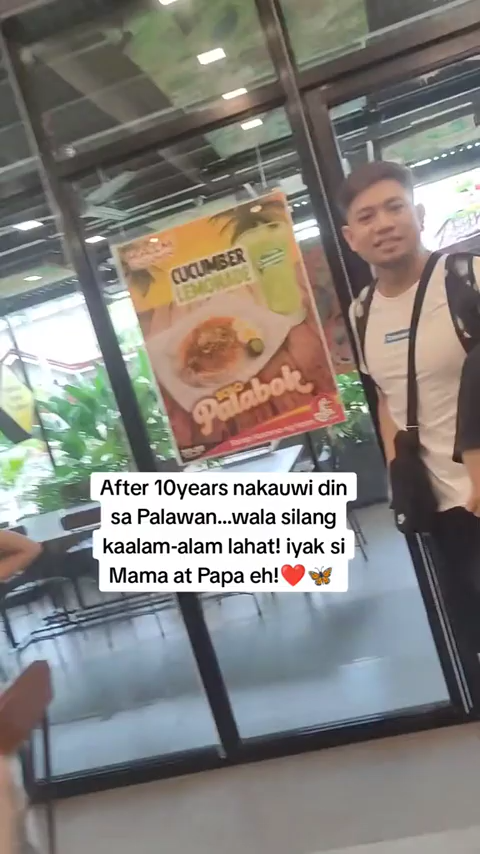 CUCUMBER
LEMONADE
Palabok
After 10years nakauwi din
sa Palawan...wala silang
kaalam-alam lahat! iyak si
Mama at Papa eh!❤️🦋